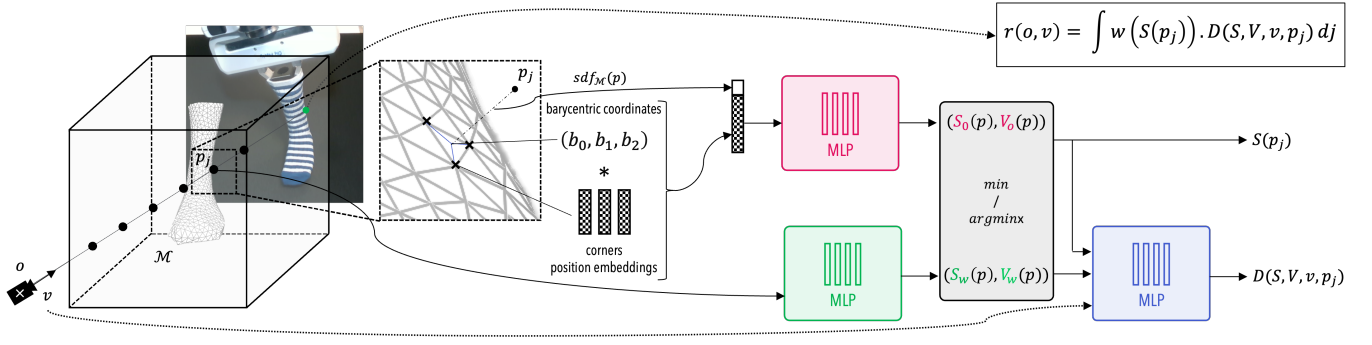 r(o, v) = ∫ w (S(p_j)) . D(S, V, v, p_j) dj
p_j
sdf_ℳ(p)
barycentric coordinates
(b_0, b_1, b_2)
*
corners
position embeddings
p_j
ℳ
o
v
MLP
(S_0(p), V_o(p))
min
/
argminx
(S_w(p), V_w(p))
MLP
MLP
S(p_j)
D(S, V, v, p_j)